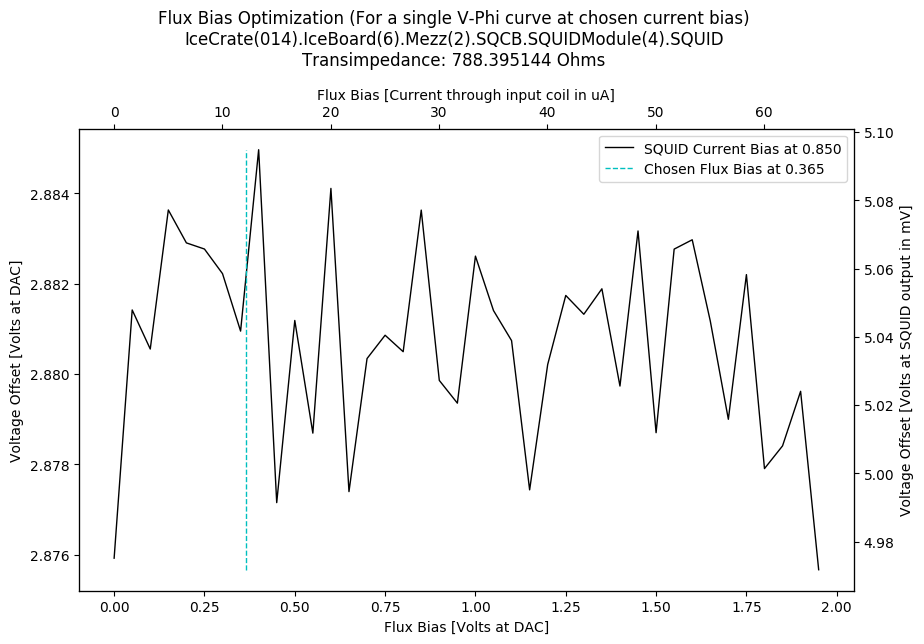 Flux Bias Optimization (For a single V-Phi curve at chosen current bias)
IceCrate(014).IceBoard(6).Mezz(2).SQCB.SQUIDModule(4).SQUID
Transimpedance: 788.395144 Ohms
Flux Bias [Current through input coil in uA]
0 10 20 30 40 50 60
SQUID Current Bias at 0.850
Chosen Flux Bias at 0.365
Voltage Offset [Volts at DAC]
2.884
2.882
2.880
2.878
2.876
5.10
5.08
5.06
5.04
5.02
5.00
4.98
Voltage Offset [Volts at SQUID output in mV]
0.00 0.25 0.50 0.75 1.00 1.25 1.50 1.75 2.00
Flux Bias [Volts at DAC]